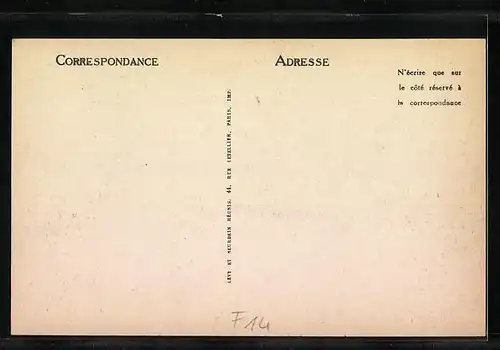 CORRESPONDANCE
ADRESSE
N'écrire que sur
le côté réservé à
la correspondance
LÉVY ET NEURDEIN RÉUNIS, 44, RUE LETELLIER, PARIS, IMP.
F14